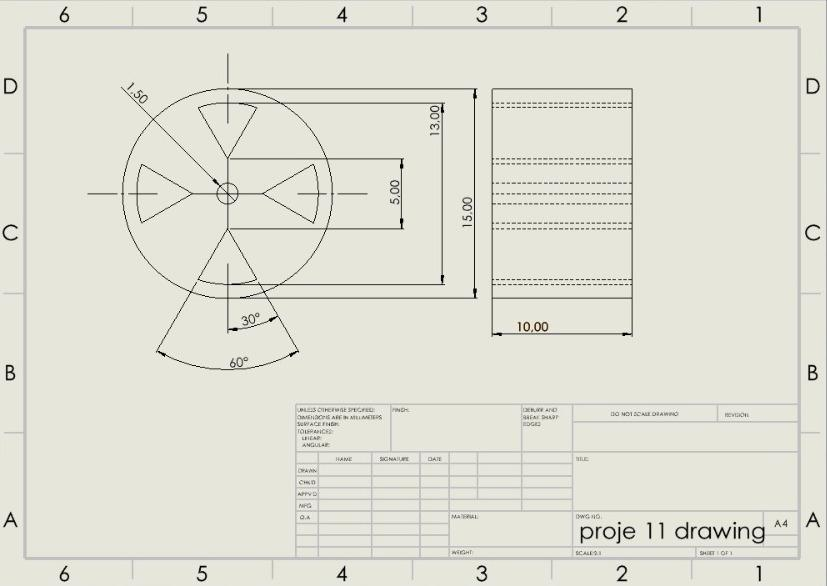 6 5 4 3 2 1
D D
1,50
13,00
5,00
15,00
C C
30°
60°
10,00
B B
UNLESS OTHERWISE SPECIFIED: FINISH: DEBURR AND DO NOT SCALE DRAWING REVISION
DIMENSIONS ARE IN MILLIMETERS BREAK SHARP
SURFACE FINISH: EDGES
TOLERANCES:
LINEAR:
ANGULAR:
NAME SIGNATURE DATE TITLE:
DRAWN
CHK'D
APPV'D
MFG
Q.A MATERIAL: DWG NO.
A A
proje 11 drawing A4
WEIGHT: SHEET 1 OF 1
6 5 4 3 2 1